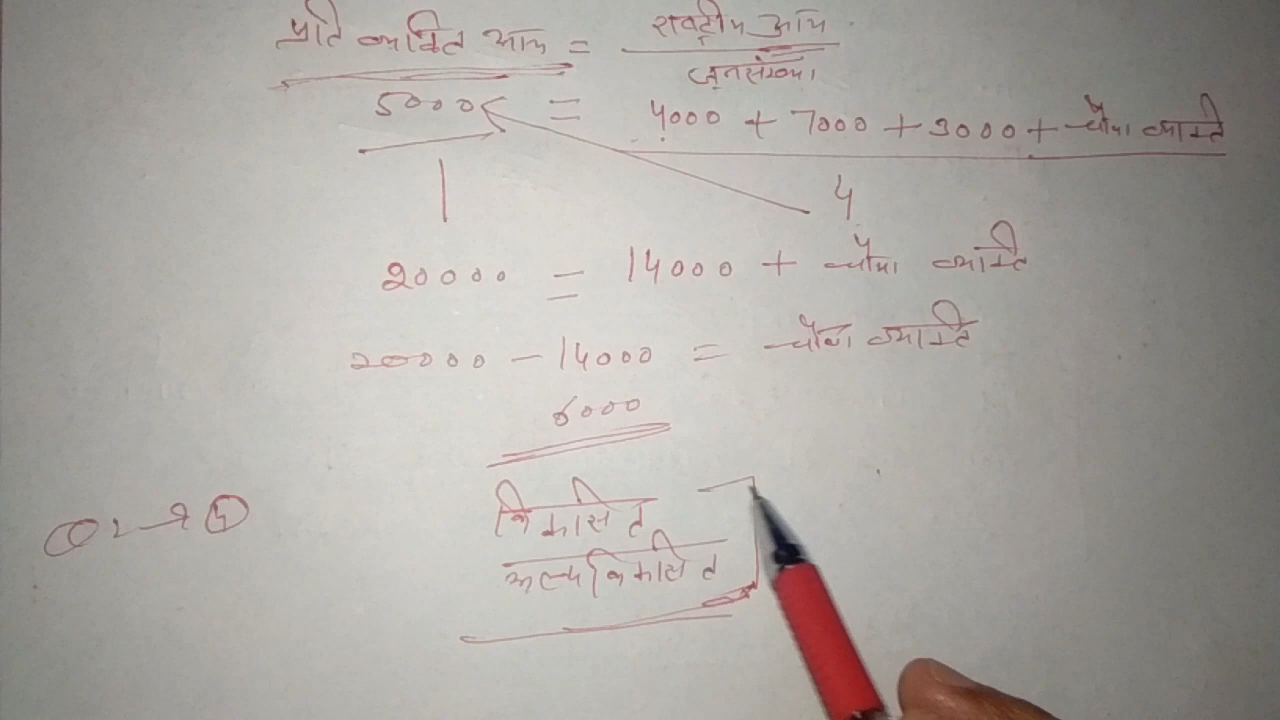 प्रति व्यक्ति आय = राष्ट्रीय आय
जनसंख्या
5000 = 4000 + 7000 + 3000 + चौथा व्यक्ति
4
20000 = 14000 + चौथा व्यक्ति
20000 - 14000 = चौथा व्यक्ति
6000
विकसित
5
अल्पविकसित